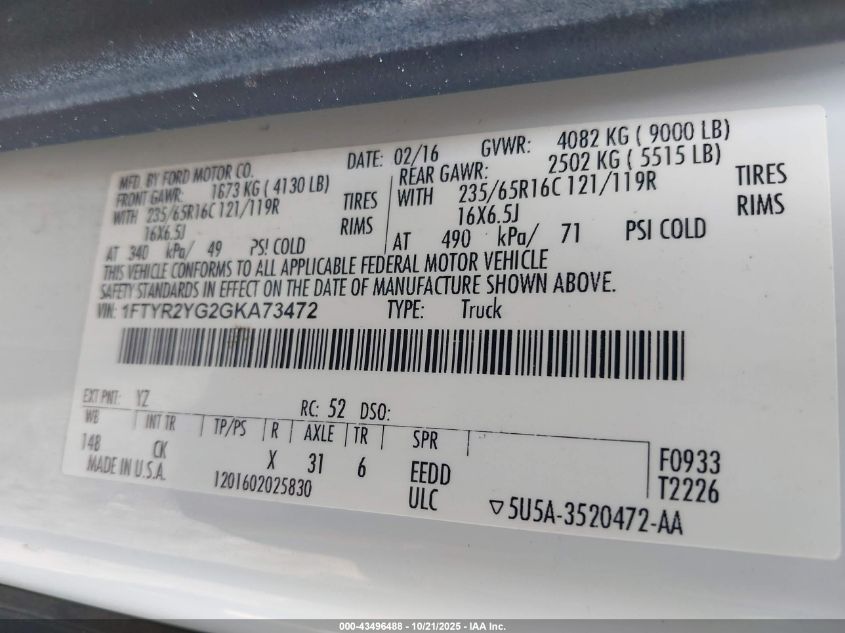 MFD. BY FORD MOTOR CO. DATE: 02/16 GVWR: 4082 KG ( 9000 LB)
FRONT GAWR: 1673 KG ( 4130 LB) REAR GAWR: 2502 KG ( 5515 LB)
WITH 235/65R16C 121/119R TIRES WITH 235/65R16C 121/119R TIRES
16X6.5J RIMS 16X6.5J RIMS
AT 340 kPa/ 49 PSI COLD AT 490 kPa/ 71 PSI COLD
THIS VEHICLE CONFORMS TO ALL APPLICABLE FEDERAL MOTOR VEHICLE
SAFETY STANDARDS IN EFFECT ON THE DATE OF MANUFACTURE SHOWN ABOVE.
VIN: 1FTYR2YG2GKA73472 TYPE: Truck
EXT PNT: YZ RC: 52 DSO:
WB INT TR TP/PS R AXLE TR SPR
148 CK X 31 6 EEDD F0933
MADE IN U.S.A. 1201602025830 ULC T2226
5U5A-3520472-AA
000-43496488 - 10/21/2025 - IAA Inc.